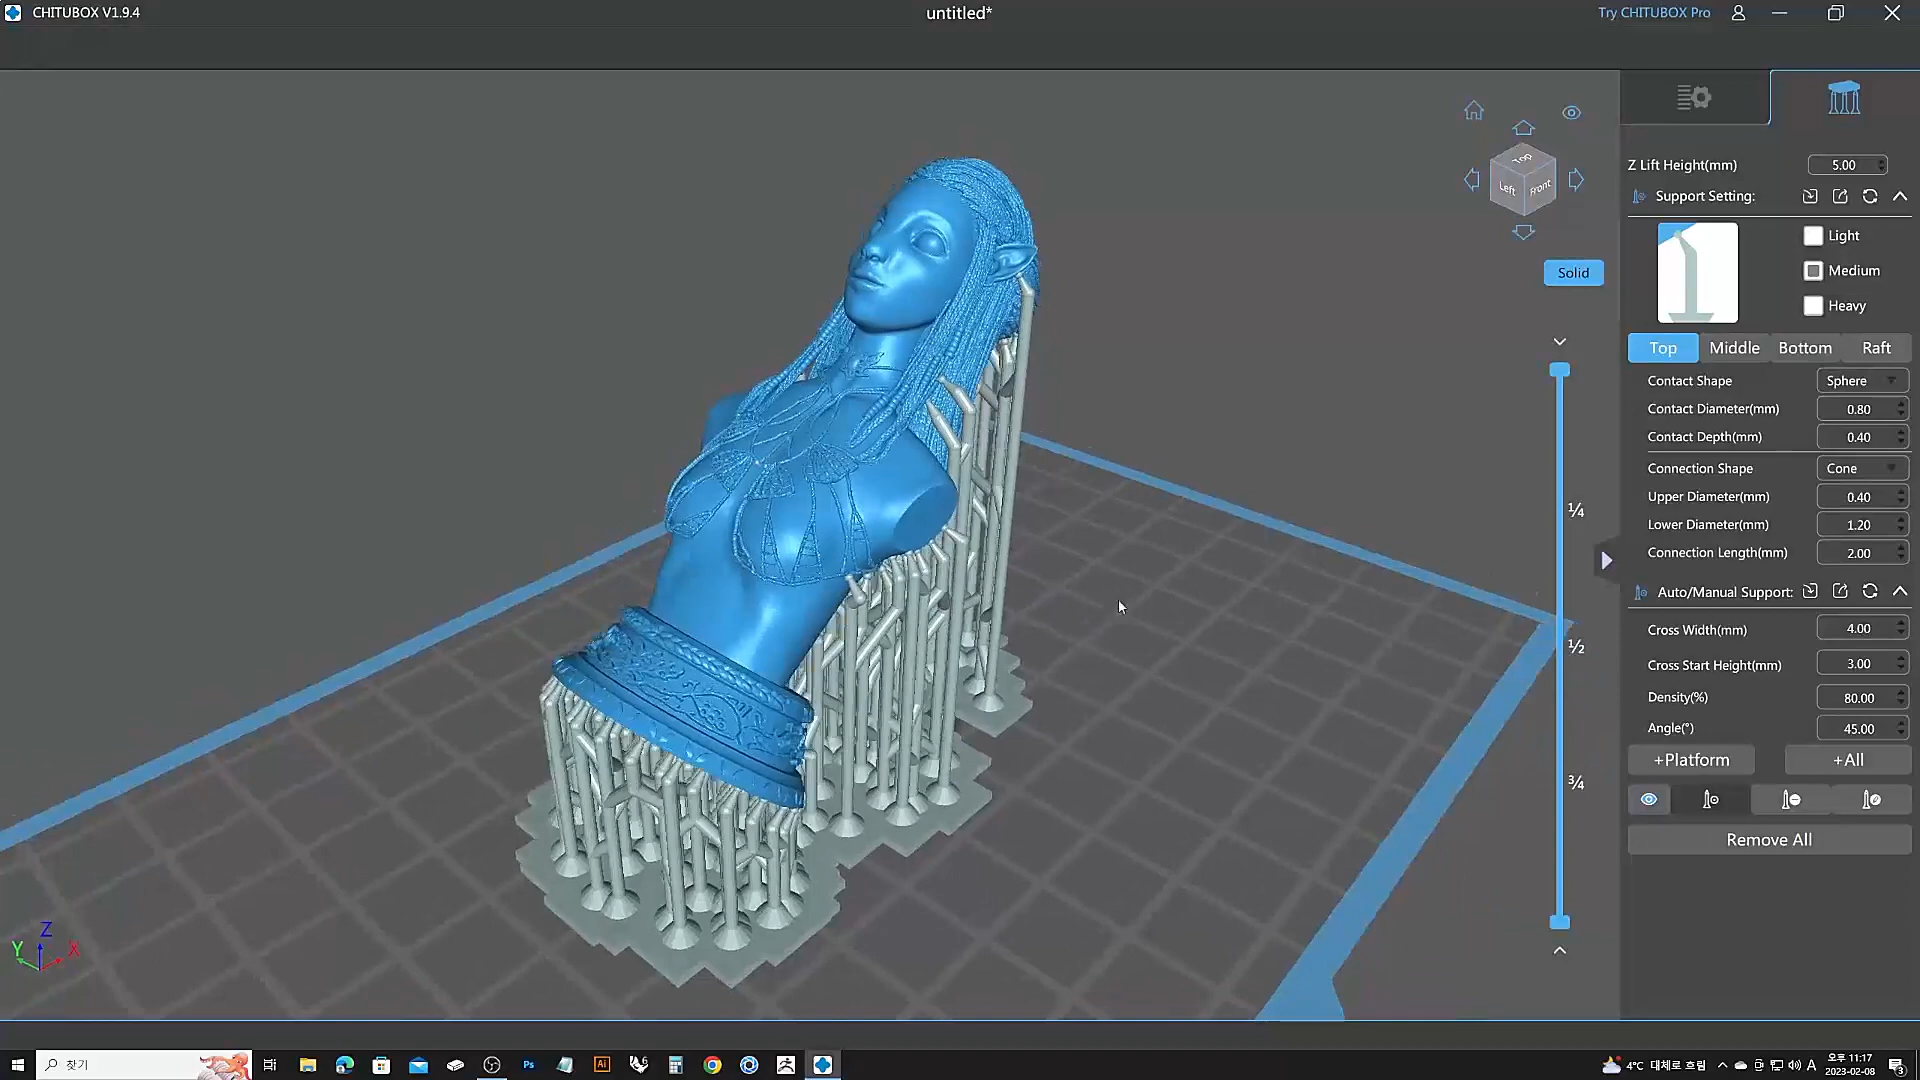 CHITUBOX V1.9.4
untitled*
Try CHITUBOX Pro
Top
Left
Front
Solid
¼
½
¾
Z Lift Height(mm)
5.00
Support Setting:
Light
Medium
Heavy
Top Middle Bottom Raft
Contact Shape
Sphere
Contact Diameter(mm)
0.80
Contact Depth(mm)
0.40
Connection Shape
Cone
Upper Diameter(mm)
0.40
Lower Diameter(mm)
1.20
Connection Length(mm)
2.00
Auto/Manual Support:
Cross Width(mm)
4.00
Cross Start Height(mm)
3.00
Density(%)
80.00
Angle(°)
45.00
+Platform
+All
Remove All
Z
Y
X
찾기
Ps
Ai
6
4°C 대체로 흐림
A
오후 11:17
2023-02-08
3